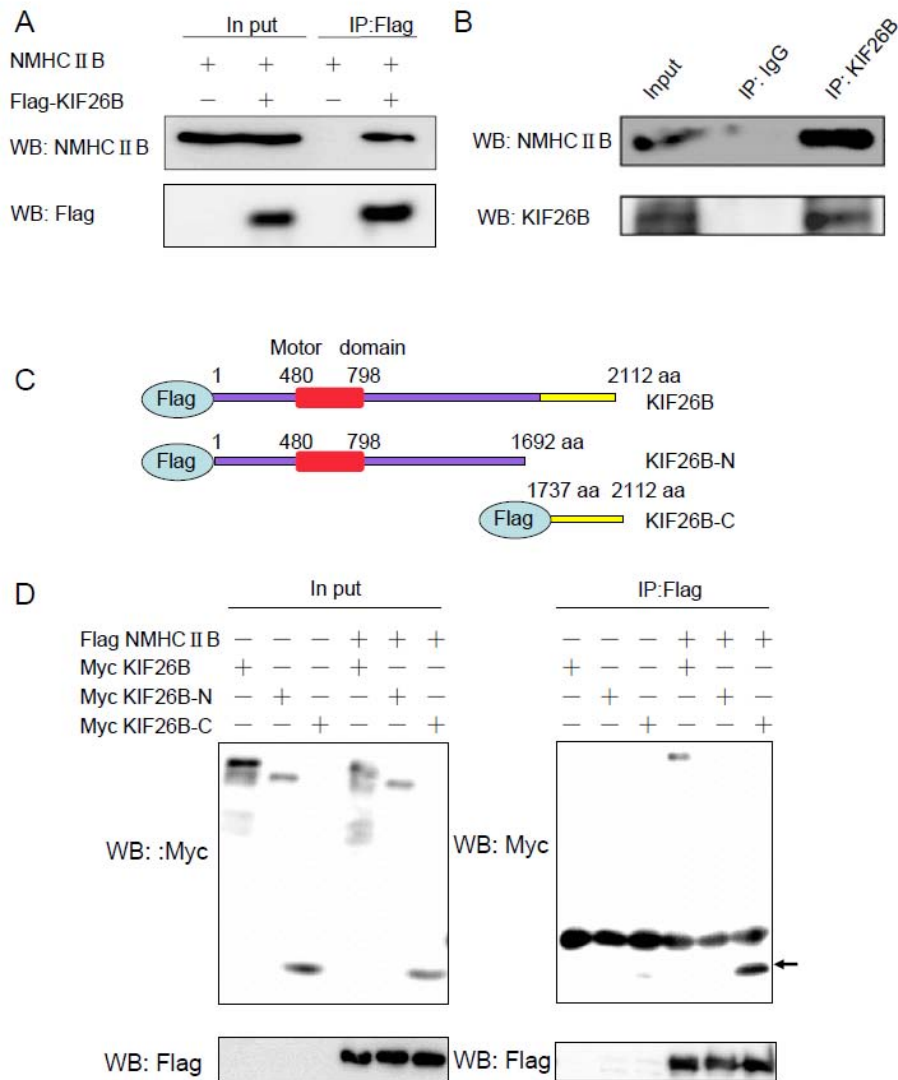 A
In put IP:Flag
NMHC Ⅱ B + + + +
Flag-KIF26B − + − +
WB: NMHC Ⅱ B
WB: Flag
B
Input IP: IgG IP: KIF26B
WB: NMHC Ⅱ B
WB: KIF26B
C
Motor domain
1 480 798 2112 aa
Flag KIF26B
1 480 798 1692 aa
Flag KIF26B-N
1737 aa 2112 aa
Flag KIF26B-C
D
In put IP:Flag
Flag NMHC Ⅱ B − − − + + + − − − + + +
Myc KIF26B + − − + − − + − − + − −
Myc KIF26B-N − + − − + − − + − − + −
Myc KIF26B-C − − + − − + − − + − − +
WB: :Myc WB: Myc
WB: Flag WB: Flag